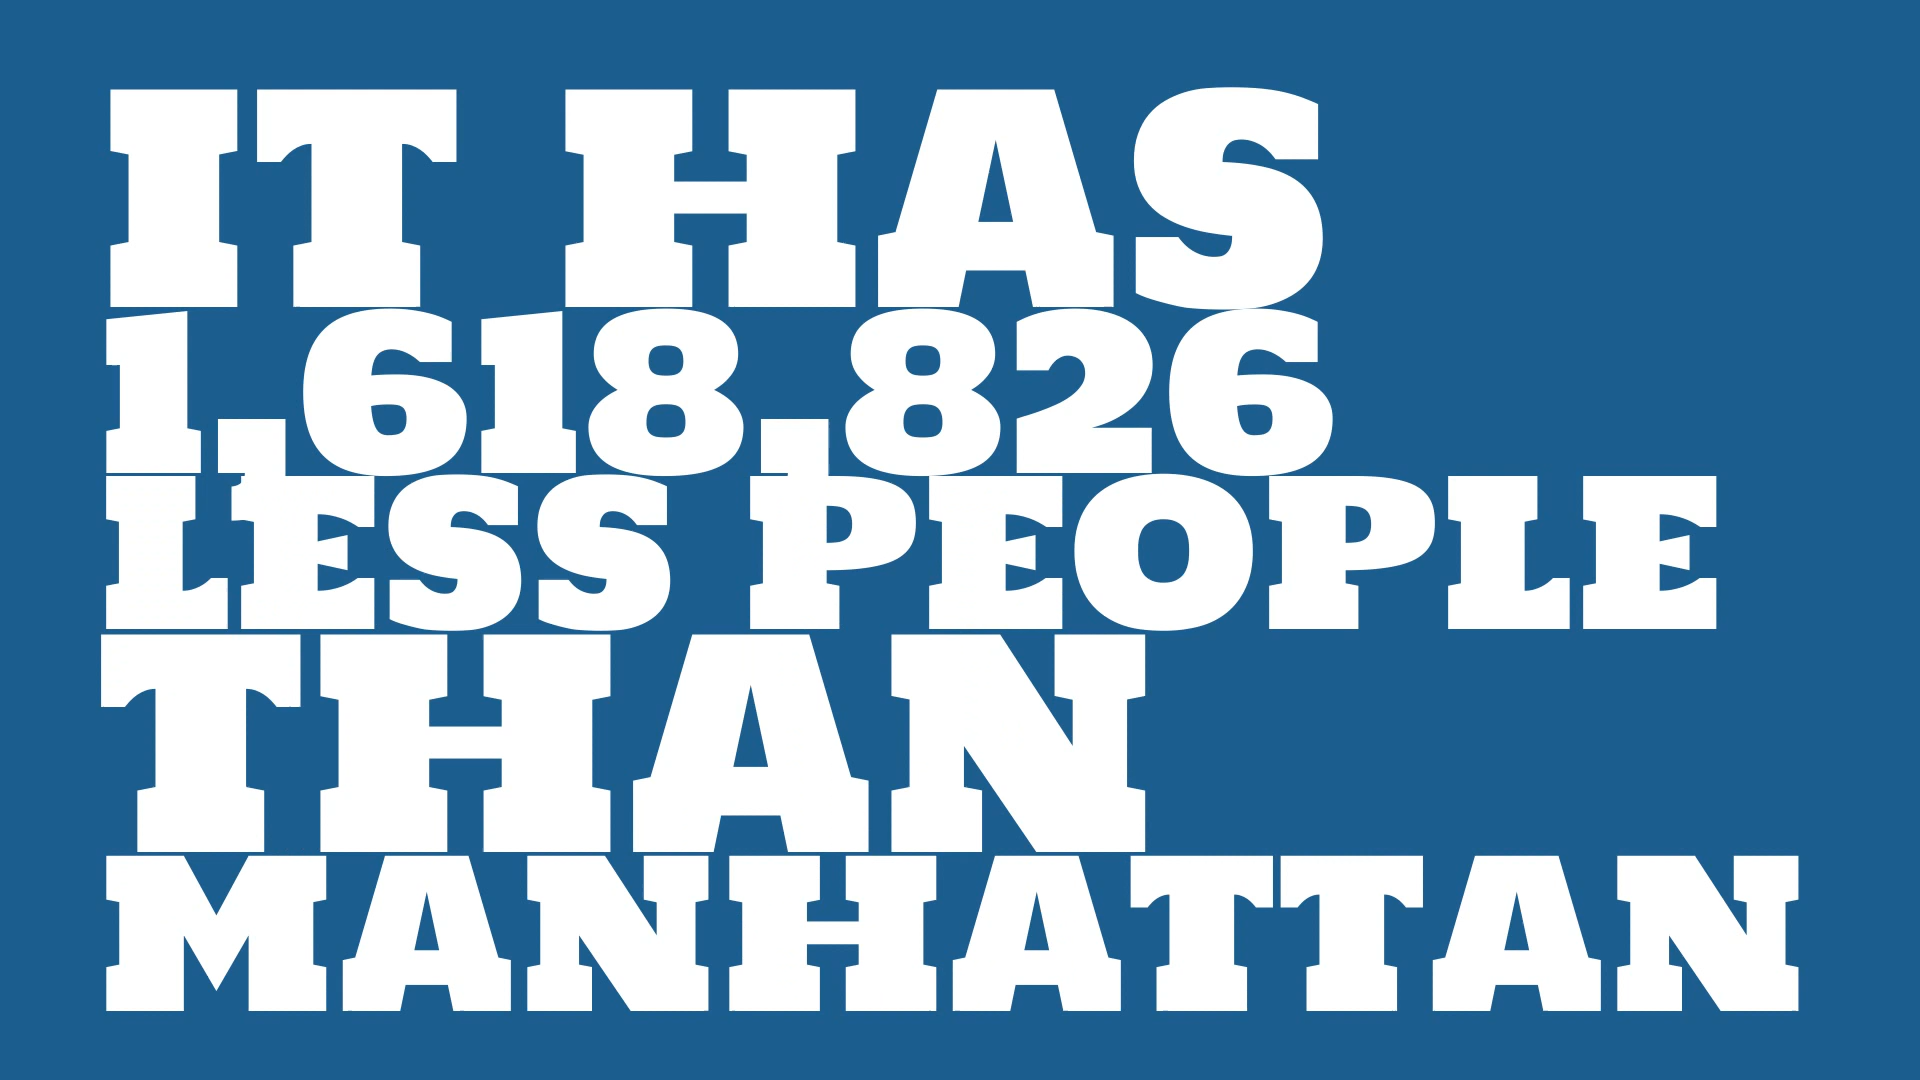 IT HAS
1,618,826
LESS PEOPLE
THAN
MANHATTAN